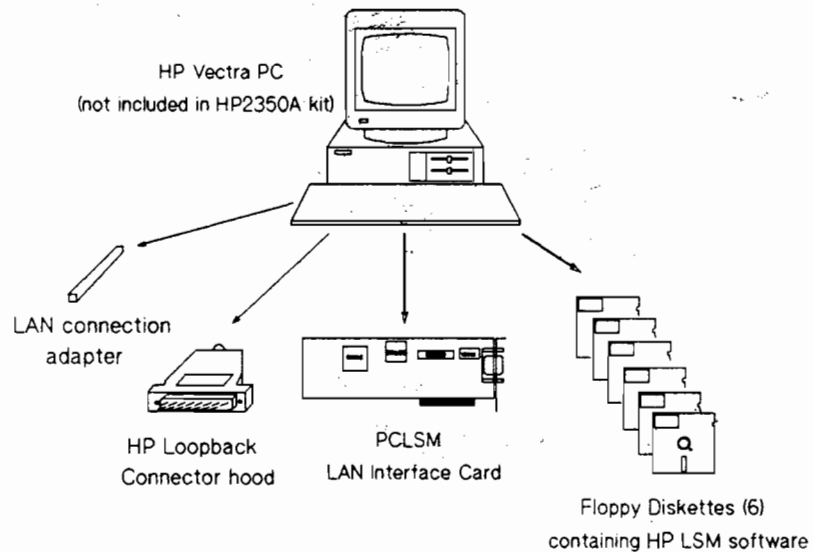 HP Vectra PC
(not included in HP2350A kit)
LAN connection
adapter
HP Loopback
Connector hood
PCLSM
LAN Interface Card
Floppy Diskettes (6)
containing HP LSM software